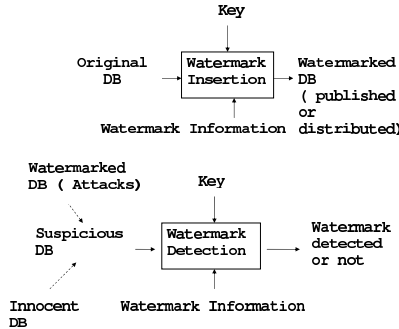 Key
Original
DB
Watermark
Insertion
Watermarked
DB
( published
or
distributed)
Watermark Information
Watermarked
DB ( Attacks)
Key
Suspicious
DB
Watermark
Detection
Watermark
detected
or not
Innocent
DB
Watermark Information